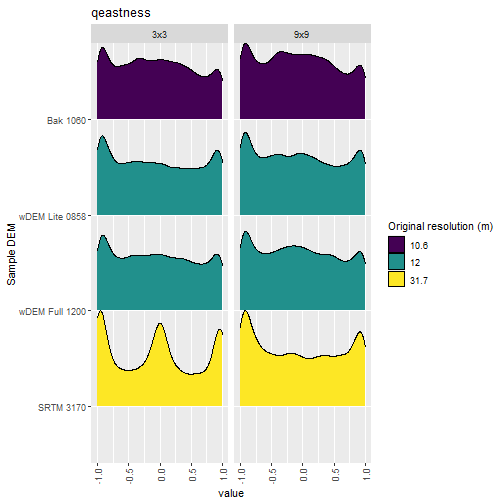 qeastness
3x3 9x9
Sample DEM
Bak 1060
wDEM Lite 0858
wDEM Full 1200
SRTM 3170
-1.0 -0.5 0.0 0.5 1.0 -1.0 -0.5 0.0 0.5 1.0
value
Original resolution (m)
10.6
12
31.7